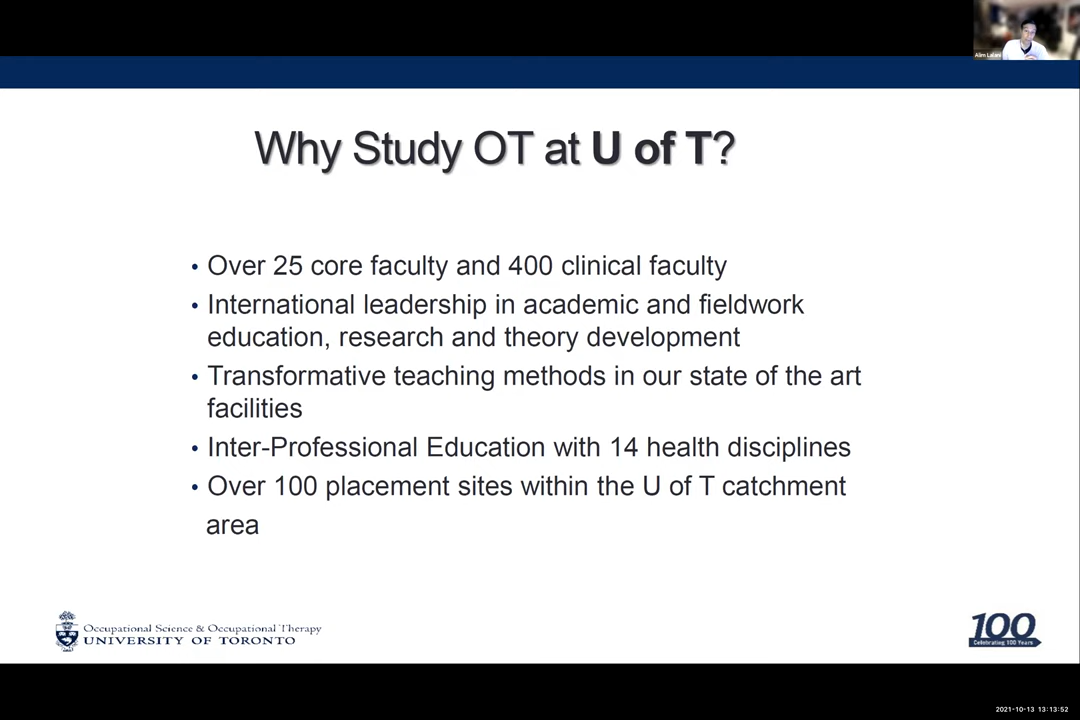 Alim Lalani
Why Study OT at U of T?
• Over 25 core faculty and 400 clinical faculty
• International leadership in academic and fieldwork
education, research and theory development
• Transformative teaching methods in our state of the art
facilities
• Inter-Professional Education with 14 health disciplines
• Over 100 placement sites within the U of T catchment
area
Occupational Science & Occupational Therapy
UNIVERSITY OF TORONTO
100
Celebrating 100 Years
2021-10-13 13:13:52